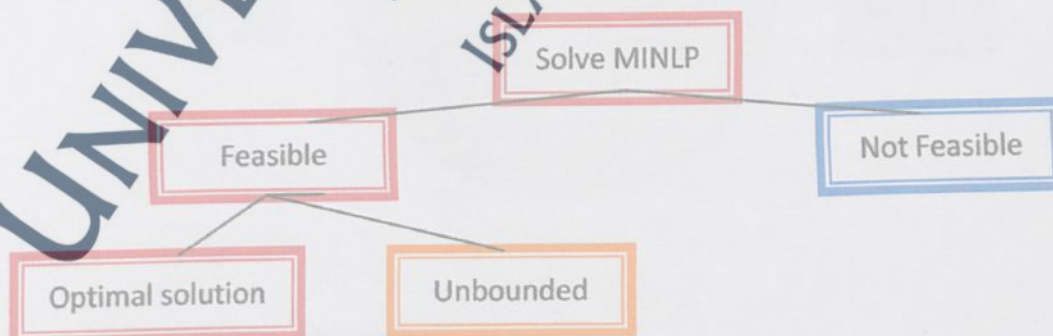 Solve MINLP
Feasible
Not Feasible
Optimal solution
Unbounded